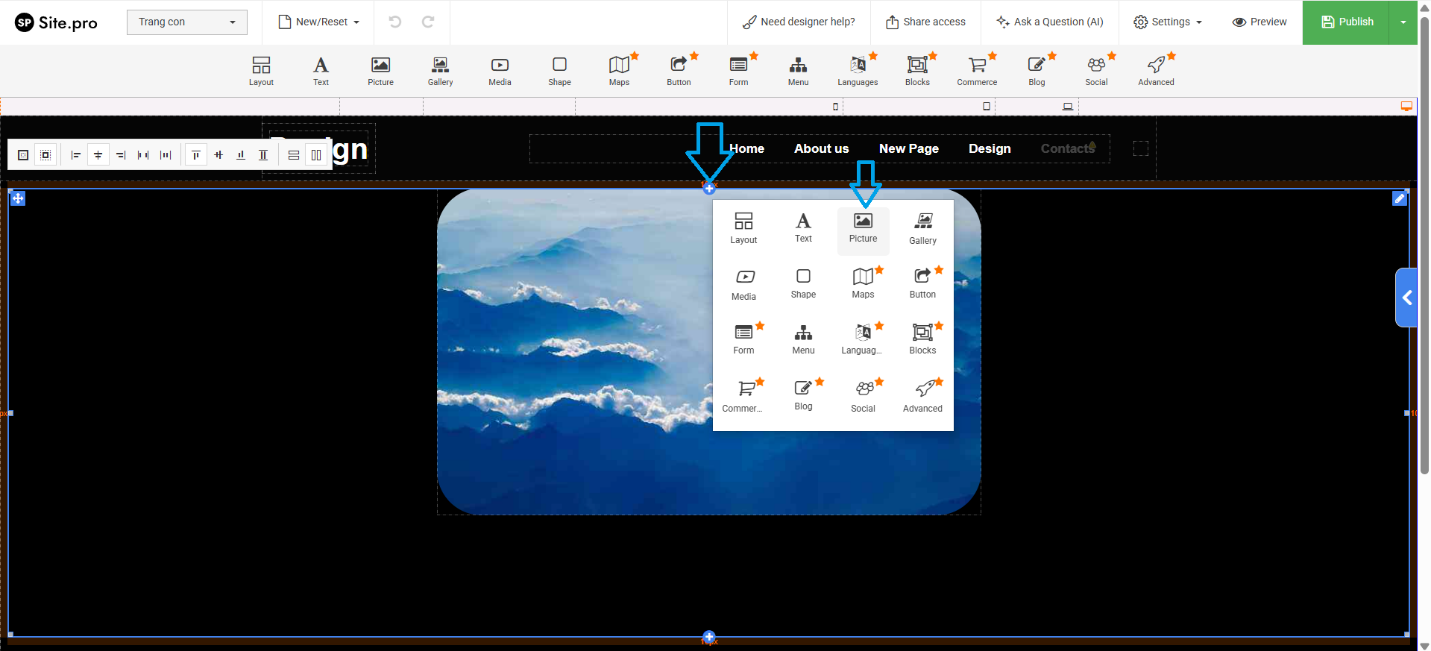 SP Site.pro
Trang con
New/Reset
Need designer help?
Share access
Ask a Question (AI)
Settings
Preview
Publish
Layout
Text
Picture
Gallery
Media
Shape
Maps
Button
Form
Menu
Languages
Blocks
Commerce
Blog
Social
Advanced
Home
About us
New Page
Design
Contacts
Layout
Text
Picture
Gallery
Media
Shape
Maps
Button
Form
Menu
Languag...
Blocks
Commer...
Blog
Social
Advanced